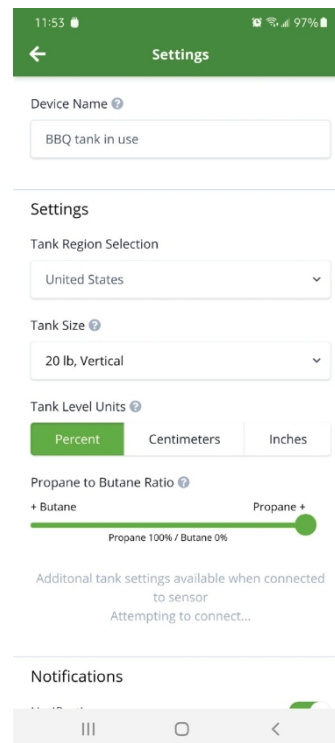 11:53 97%
Settings
Device Name
BBQ tank in use
Settings
Tank Region Selection
United States
Tank Size
20 lb, Vertical
Tank Level Units
Percent Centimeters Inches
Propane to Butane Ratio
+ Butane Propane +
Propane 100% / Butane 0%
Additonal tank settings available when connected
to sensor
Attempting to connect...
Notifications